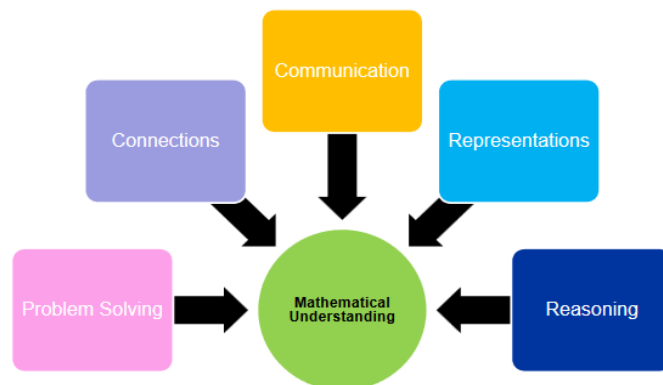 Communication
Connections
Representations
Problem Solving
Mathematical
Understanding
Reasoning